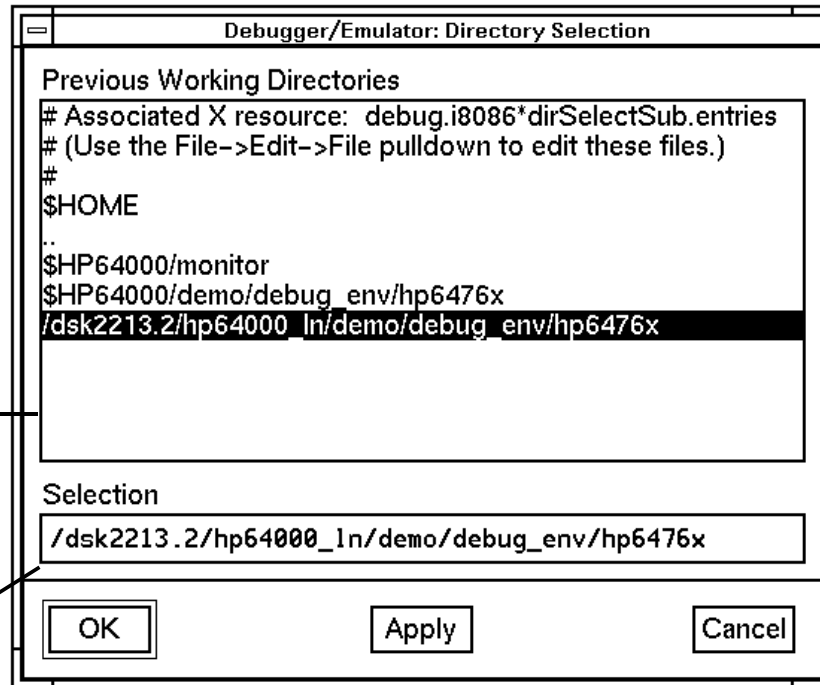 Debugger/Emulator: Directory Selection
Previous Working Directories
# Associated X resource:  debug.i8086*dirSelectSub.entries
# (Use the File->Edit->File pulldown to edit these files.)
#
$HOME
..
$HP64000/monitor
$HP64000/demo/debug_env/hp6476x
/dsk2213.2/hp64000_ln/demo/debug_env/hp6476x
Selection
/dsk2213.2/hp64000_ln/demo/debug_env/hp6476x
OK Apply Cancel